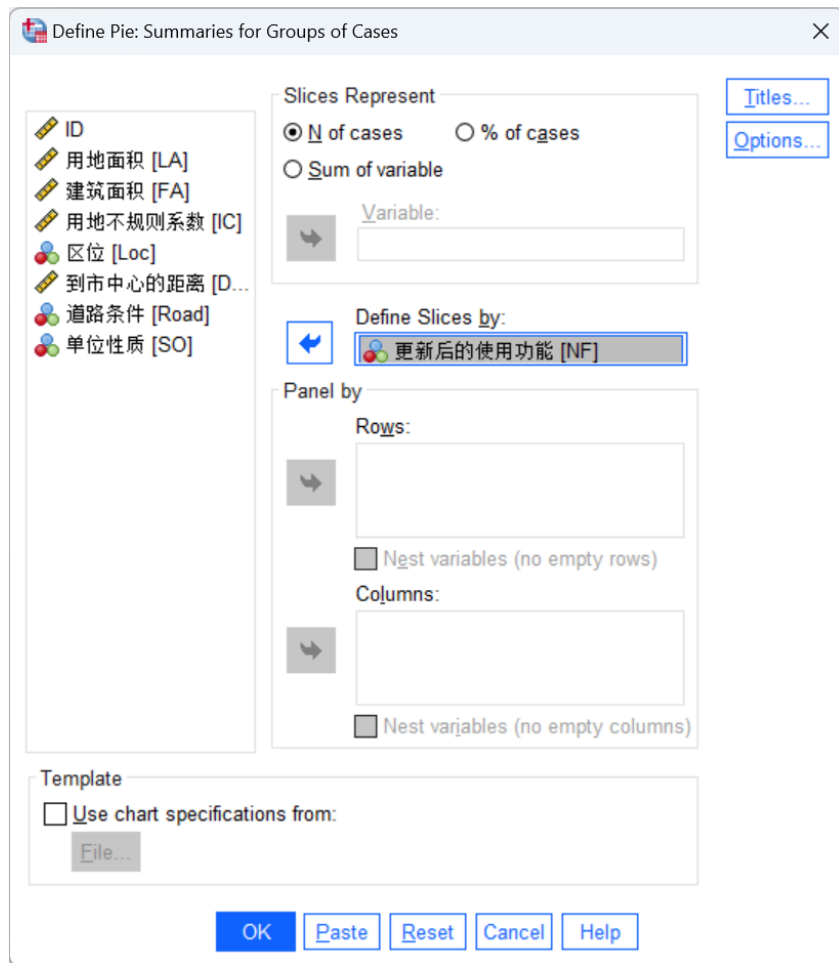 Define Pie: Summaries for Groups of Cases
ID
用地面积 [LA]
建筑面积 [FA]
用地不规则系数 [IC]
区位 [Loc]
到市中心的距离 [D...
道路条件 [Road]
单位性质 [SO]
Slices Represent
N of cases
% of cases
Sum of variable
Variable:
Define Slices by:
更新后的使用功能 [NF]
Panel by
Rows:
Nest variables (no empty rows)
Columns:
Nest variables (no empty columns)
Titles...
Options...
Template
Use chart specifications from:
File...
OK
Paste
Reset
Cancel
Help